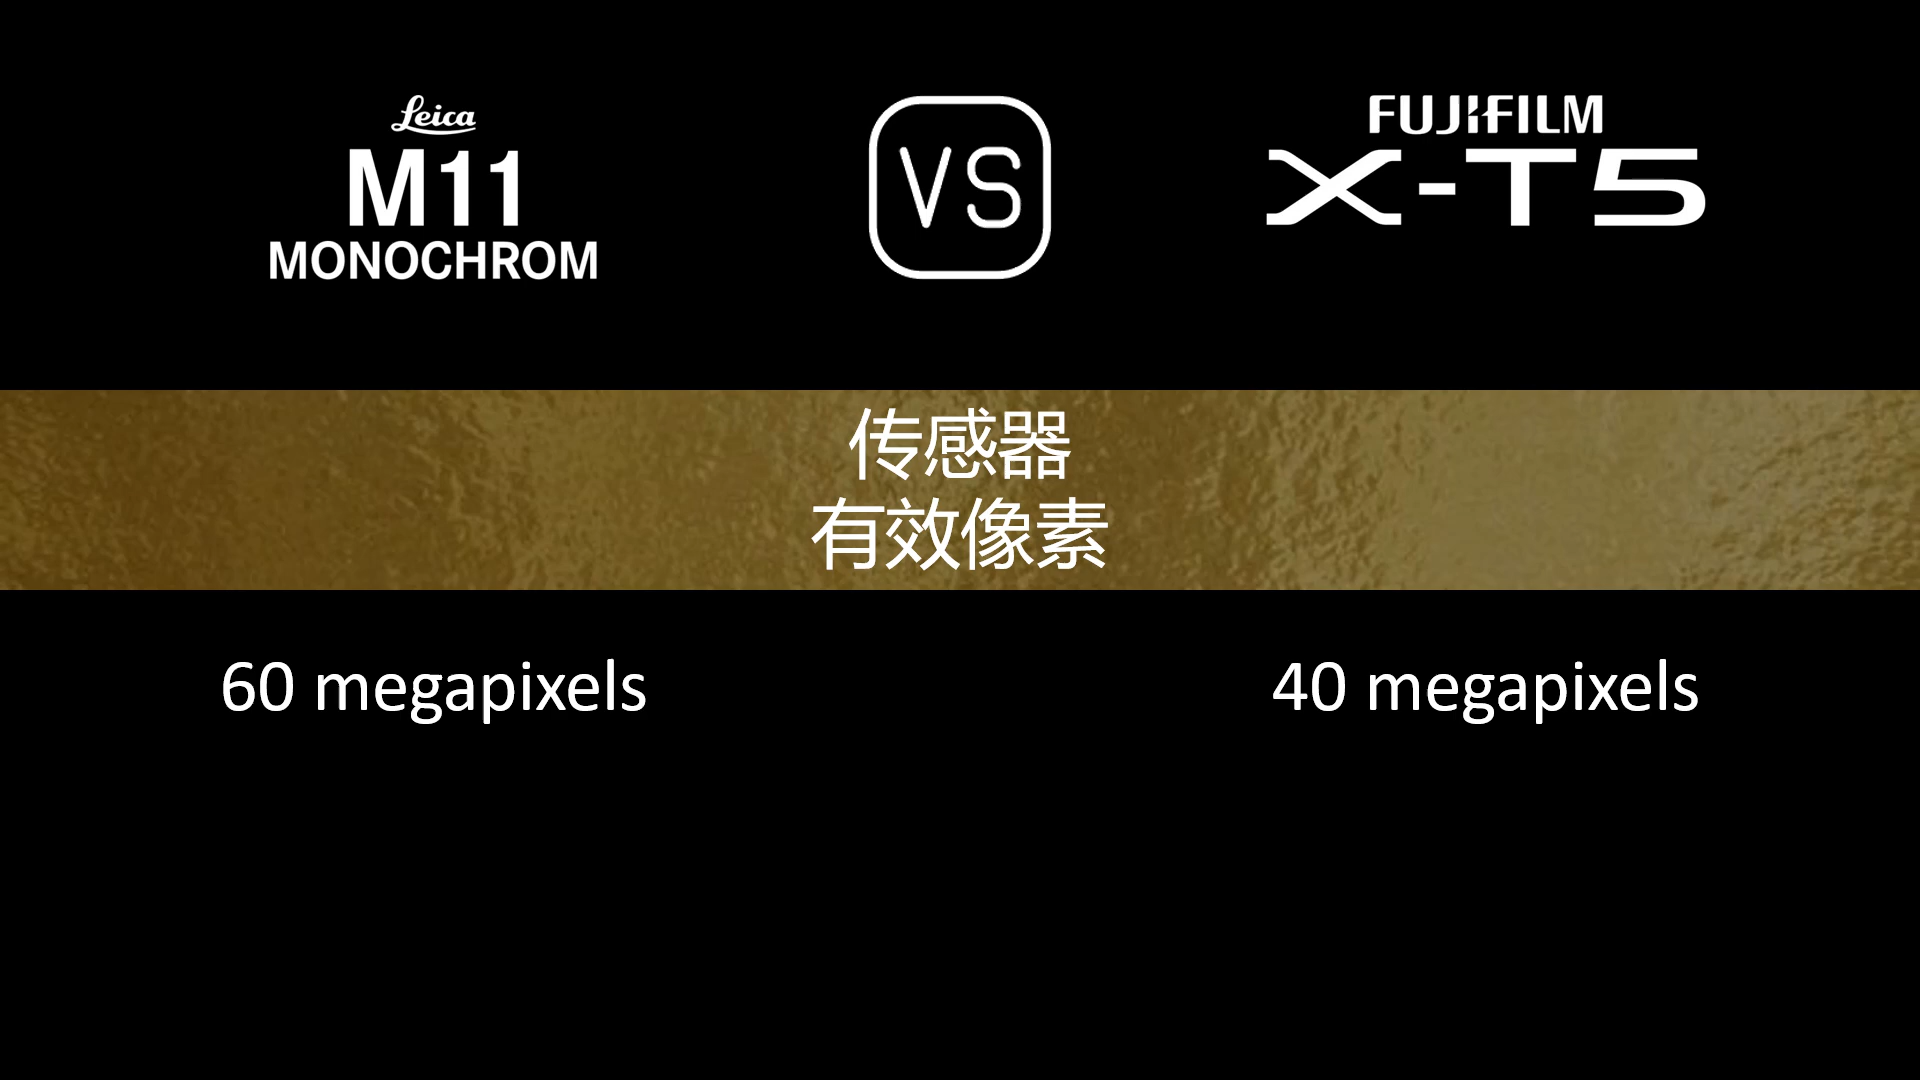 Leica
M11
MONOCHROM
VS
FUJIFILM
X-T5
传感器
有效像素
60 megapixels
40 megapixels